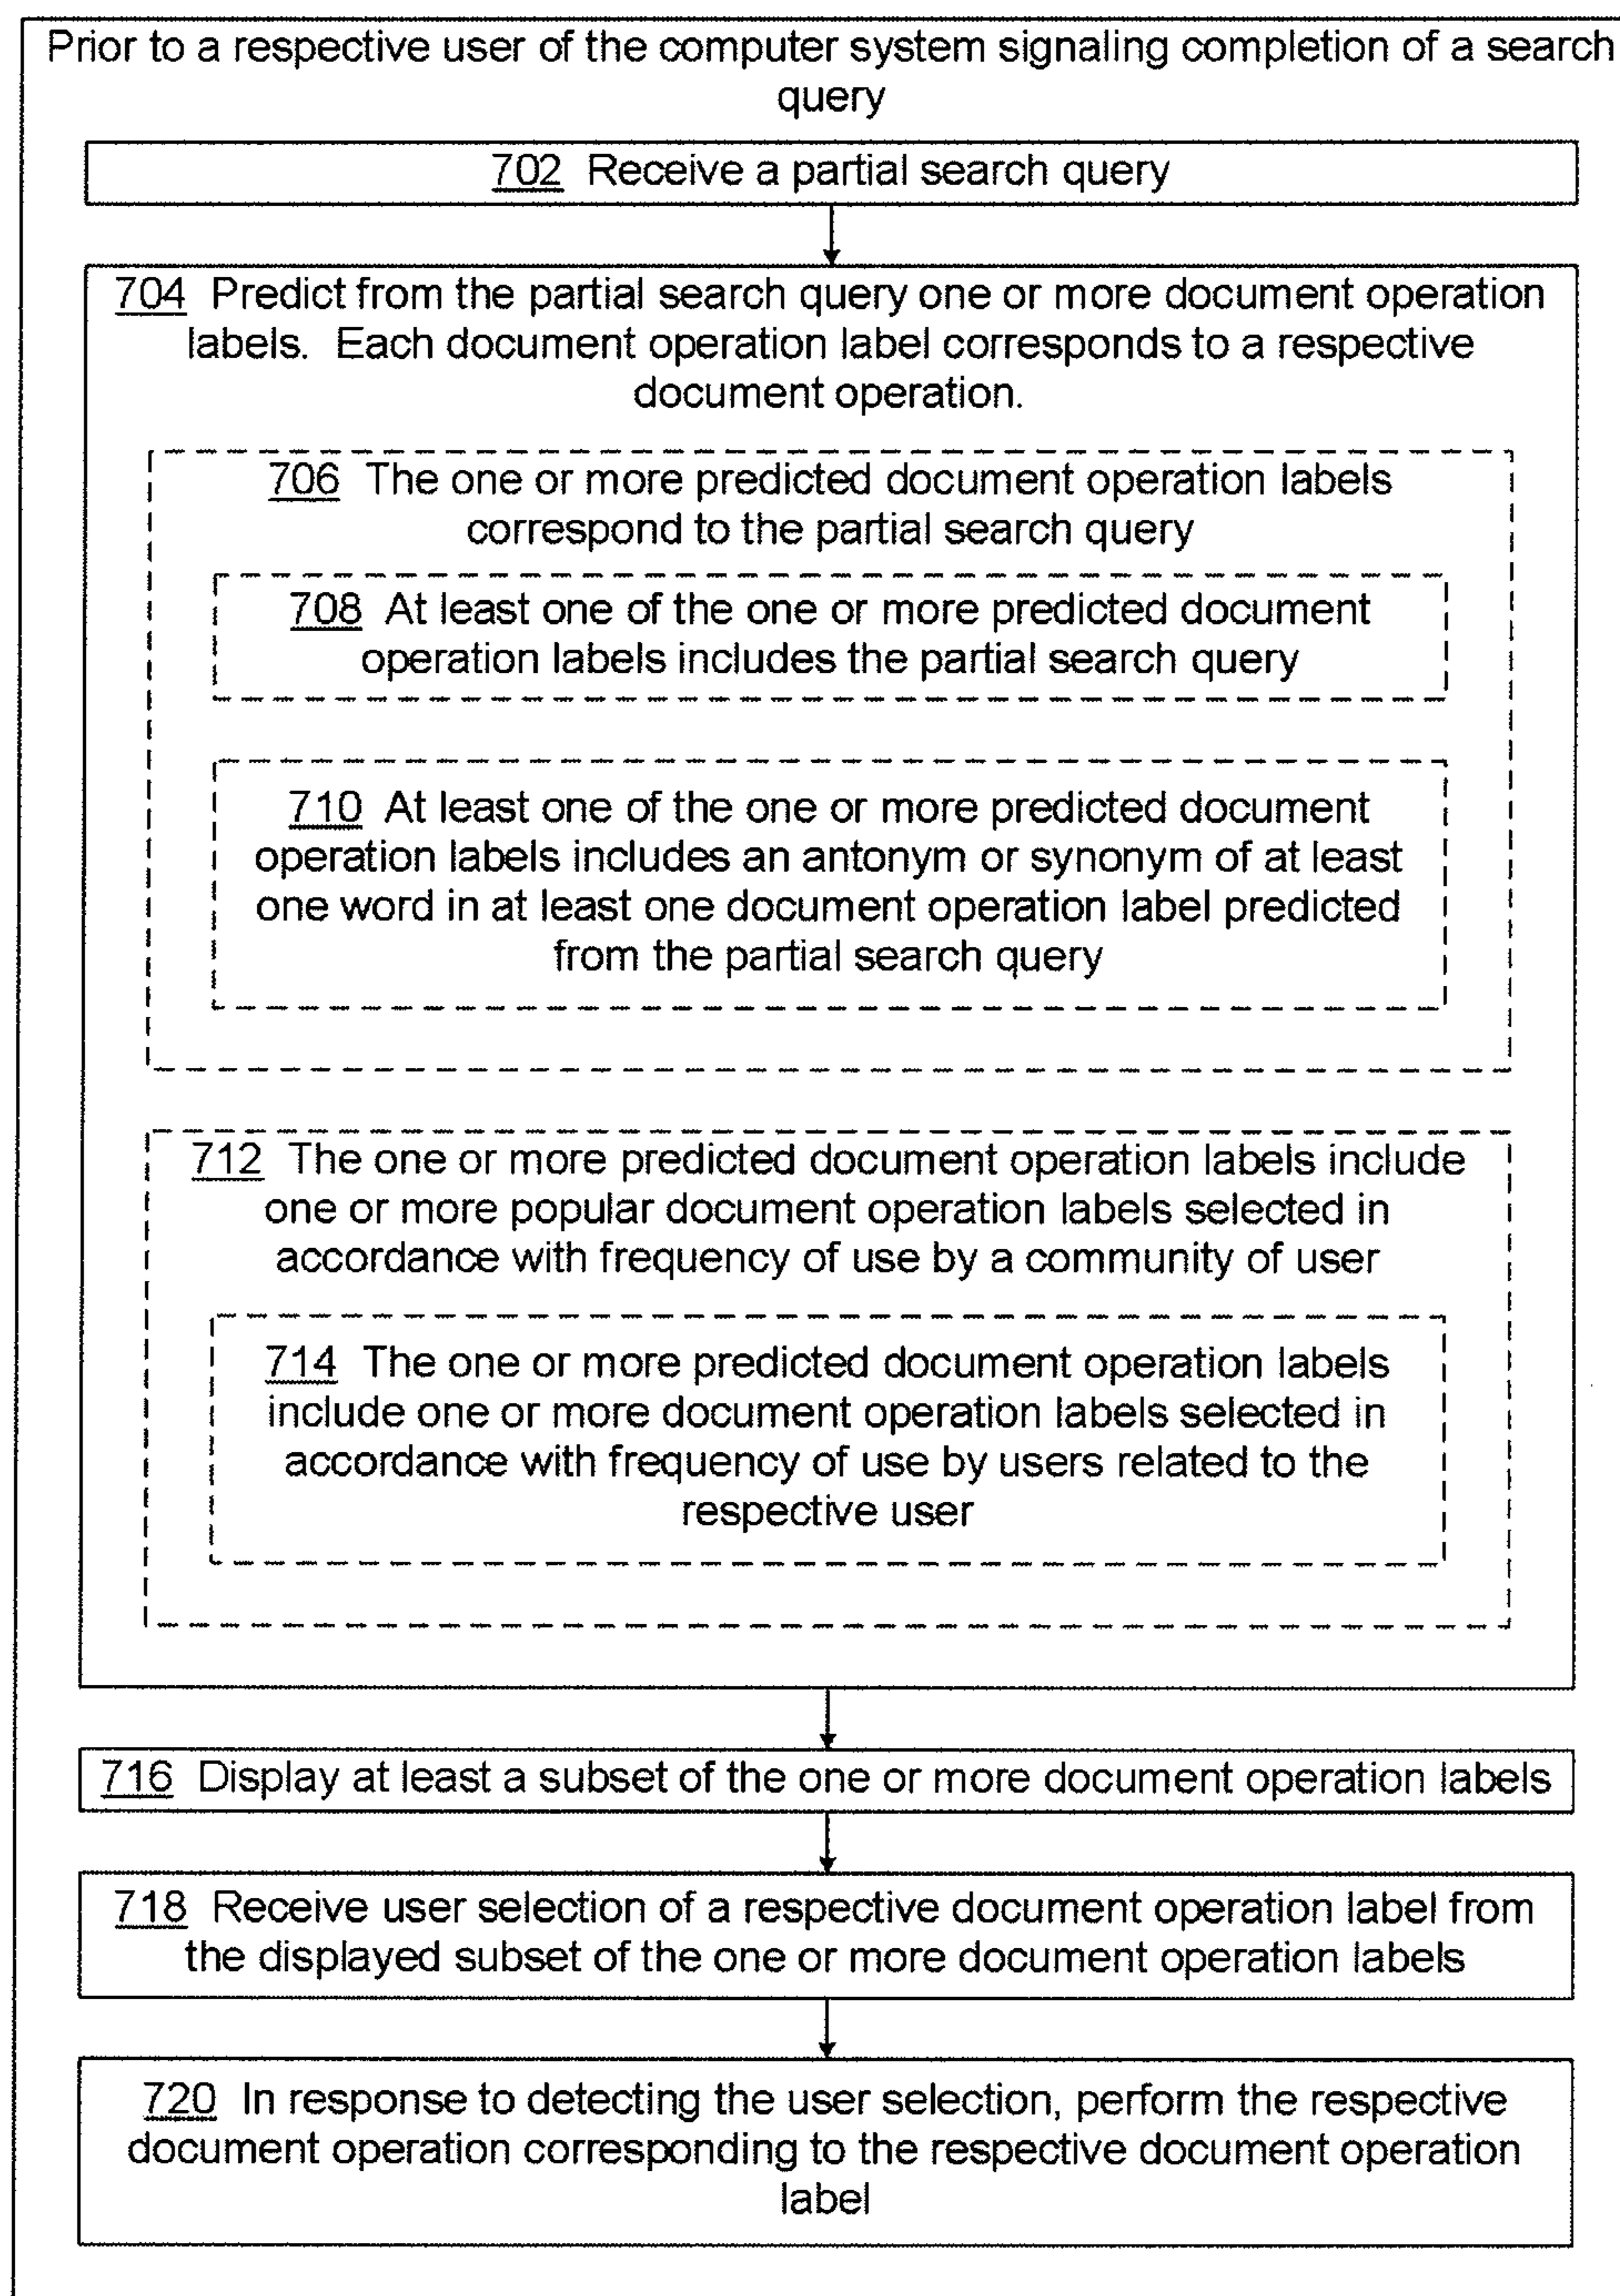 Prior to a respective user of the computer system signaling completion of a search
query
702 Receive a partial search query
704 Predict from the partial search query one or more document operation
labels. Each document operation label corresponds to a respective
document operation.
706 The one or more predicted document operation labels
correspond to the partial search query
708 At least one of the one or more predicted document
operation labels includes the partial search query
710 At least one of the one or more predicted document
operation labels includes an antonym or synonym of at least
one word in at least one document operation label predicted
from the partial search query
712 The one or more predicted document operation labels include
one or more popular document operation labels selected in
accordance with frequency of use by a community of user
714 The one or more predicted document operation labels
include one or more document operation labels selected in
accordance with frequency of use by users related to the
respective user
716 Display at least a subset of the one or more document operation labels
718 Receive user selection of a respective document operation label from
the displayed subset of the one or more document operation labels
720 In response to detecting the user selection, perform the respective
document operation corresponding to the respective document operation
label